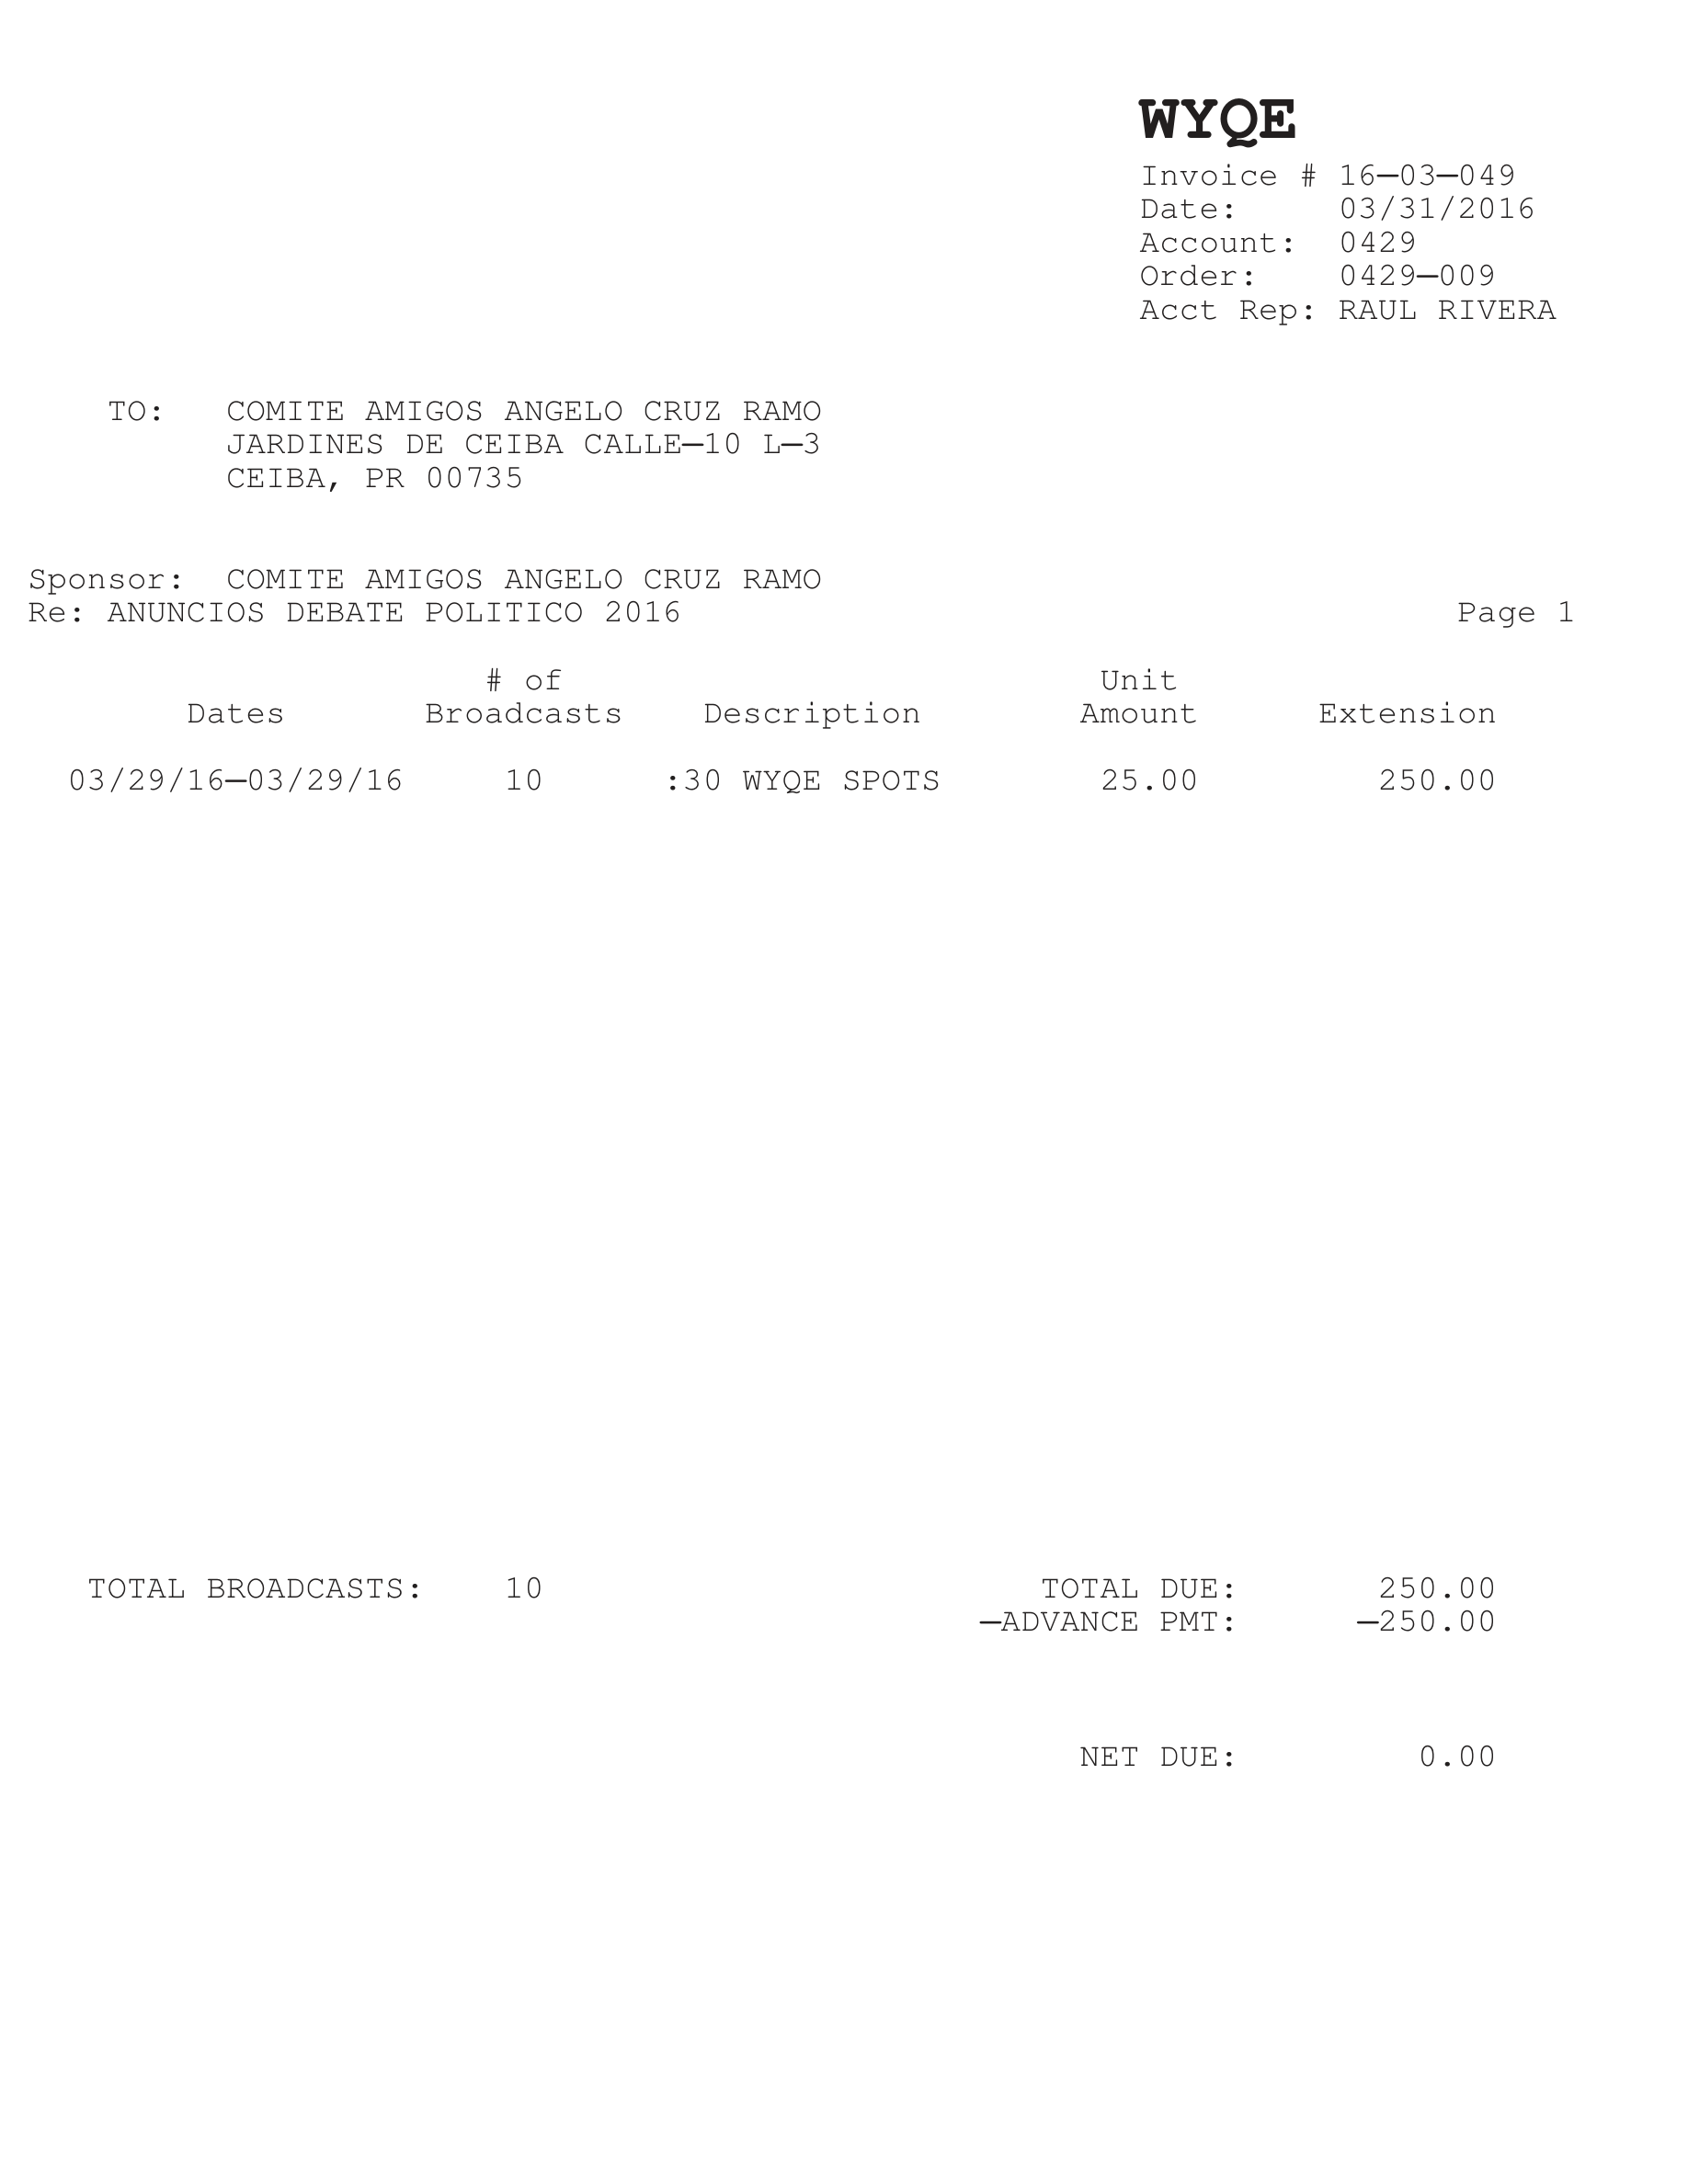 WYQE
Invoice # 16-03-049
Date: 03/31/2016
Account: 0429
Order: 0429-009
Acct Rep: RAUL RIVERA
TO: COMITE AMIGOS ANGELO CRUZ RAMO
JARDINES DE CEIBA CALLE-10 L-3
CEIBA, PR 00735
Sponsor: COMITE AMIGOS ANGELO CRUZ RAMO
Re: ANUNCIOS DEBATE POLITICO 2016 Page 1
# of Unit
Dates Broadcasts Description Amount Extension
03/29/16-03/29/16 10 :30 WYQE SPOTS 25.00 250.00
TOTAL BROADCASTS: 10 TOTAL DUE: 250.00
-ADVANCE PMT: -250.00
NET DUE: 0.00